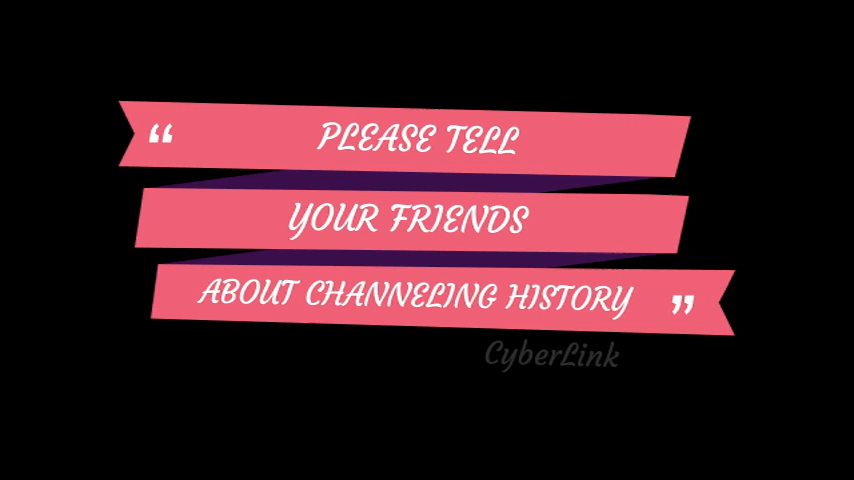 “ PLEASE TELL
YOUR FRIENDS
ABOUT CHANNELING HISTORY ”
CyberLink